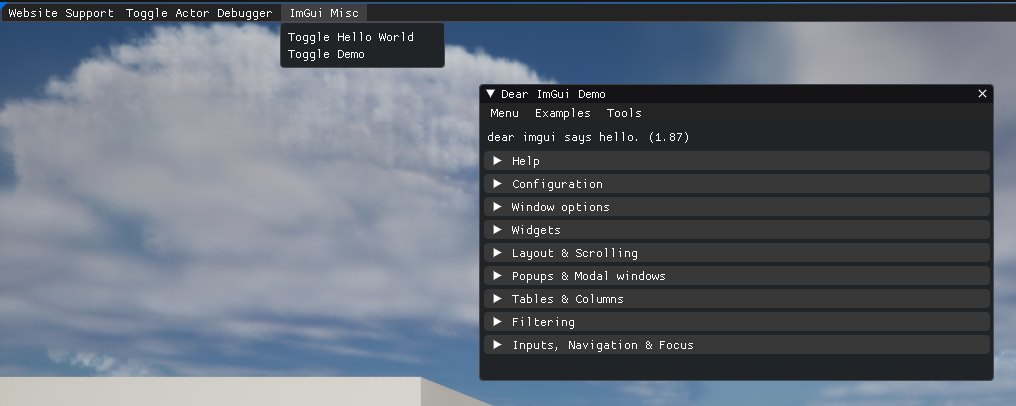 Website Support Toggle Actor Debugger ImGui Misc
Toggle Hello World
Toggle Demo
Dear ImGui Demo
Menu Examples Tools
dear imgui says hello. (1.87)
Help
Configuration
Window options
Widgets
Layout & Scrolling
Popups & Modal windows
Tables & Columns
Filtering
Inputs, Navigation & Focus